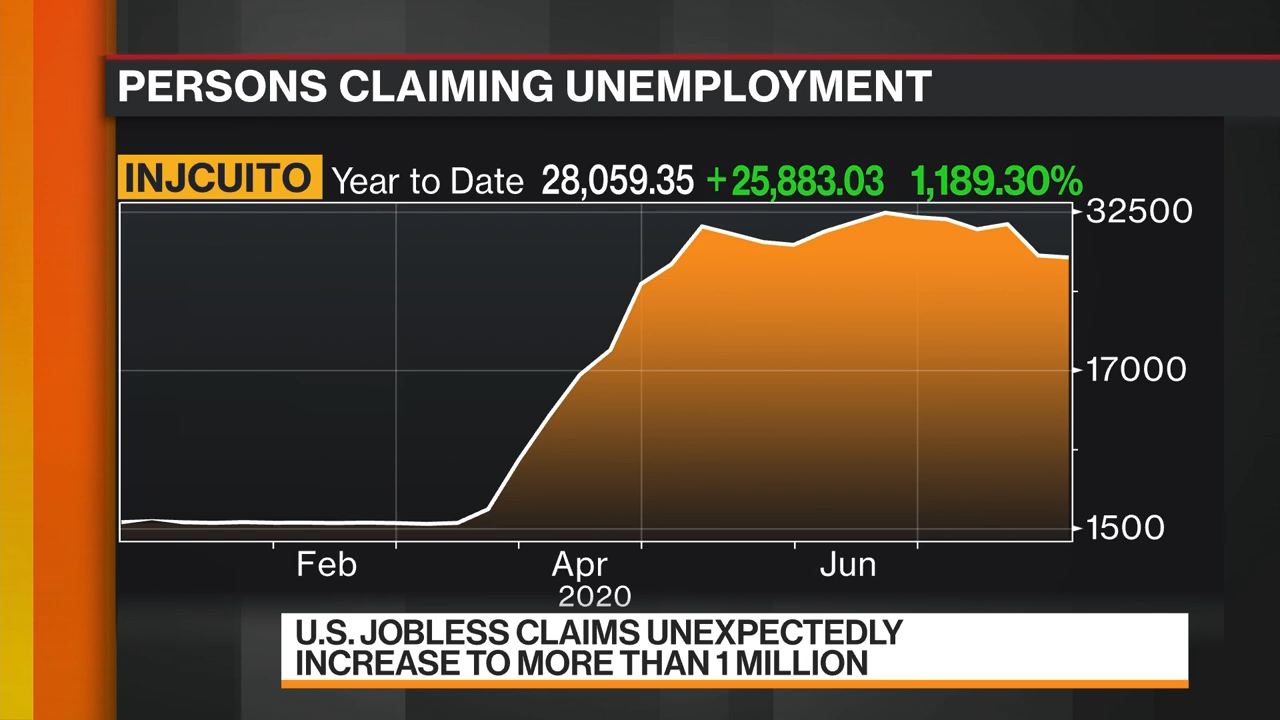 PERSONS CLAIMING UNEMPLOYMENT
INJCUITO Year to Date 28,059.35 +25,883.03 1,189.30%
32500
17000
1500
Feb Apr Jun
2020
U.S. JOBLESS CLAIMS UNEXPECTEDLY
INCREASE TO MORE THAN 1 MILLION